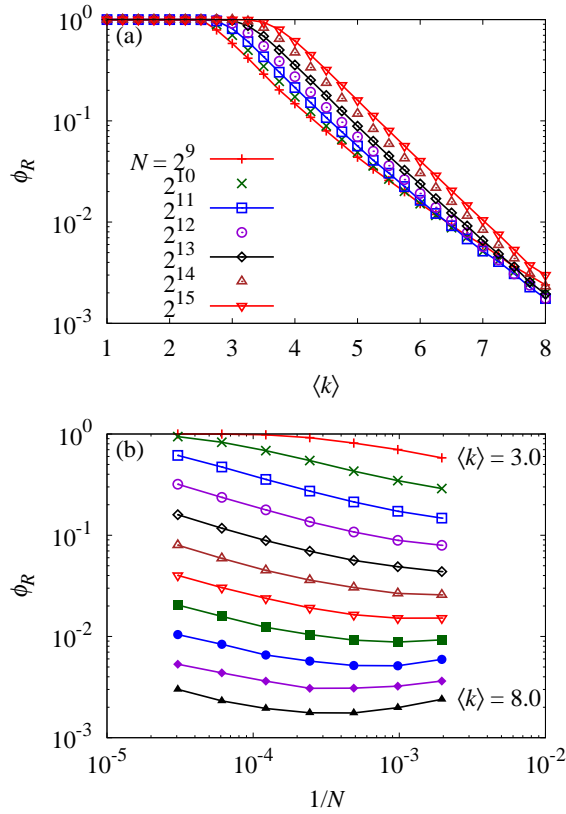 (a)
10^0
10^-1
10^-2
10^-3
ϕ_R
N = 2^9
2^10
2^11
2^12
2^13
2^14
2^15
1 2 3 4 5 6 7 8
⟨k⟩
(b)
10^0
10^-1
10^-2
10^-3
ϕ_R
⟨k⟩ = 3.0
⟨k⟩ = 8.0
10^-5 10^-4 10^-3 10^-2
1/N